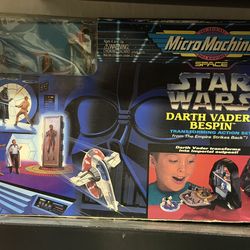 Micro Machines
SPACE
STAR
WARS
DARTH VADER
BESPIN
TRANSFORMING ACTION SET
from The Empire Strikes Back!
Darth Vader transforms
into Imperial outpost!